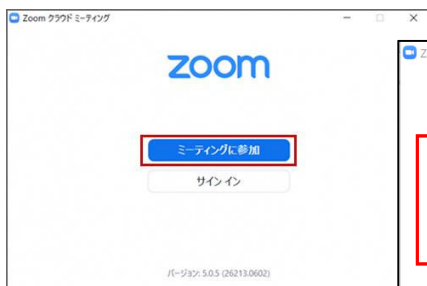 Zoom クラウド ミーティング
zoom
ミーティングに参加
サイン イン
バージョン: 5.0.5 (26213.0602)
Z